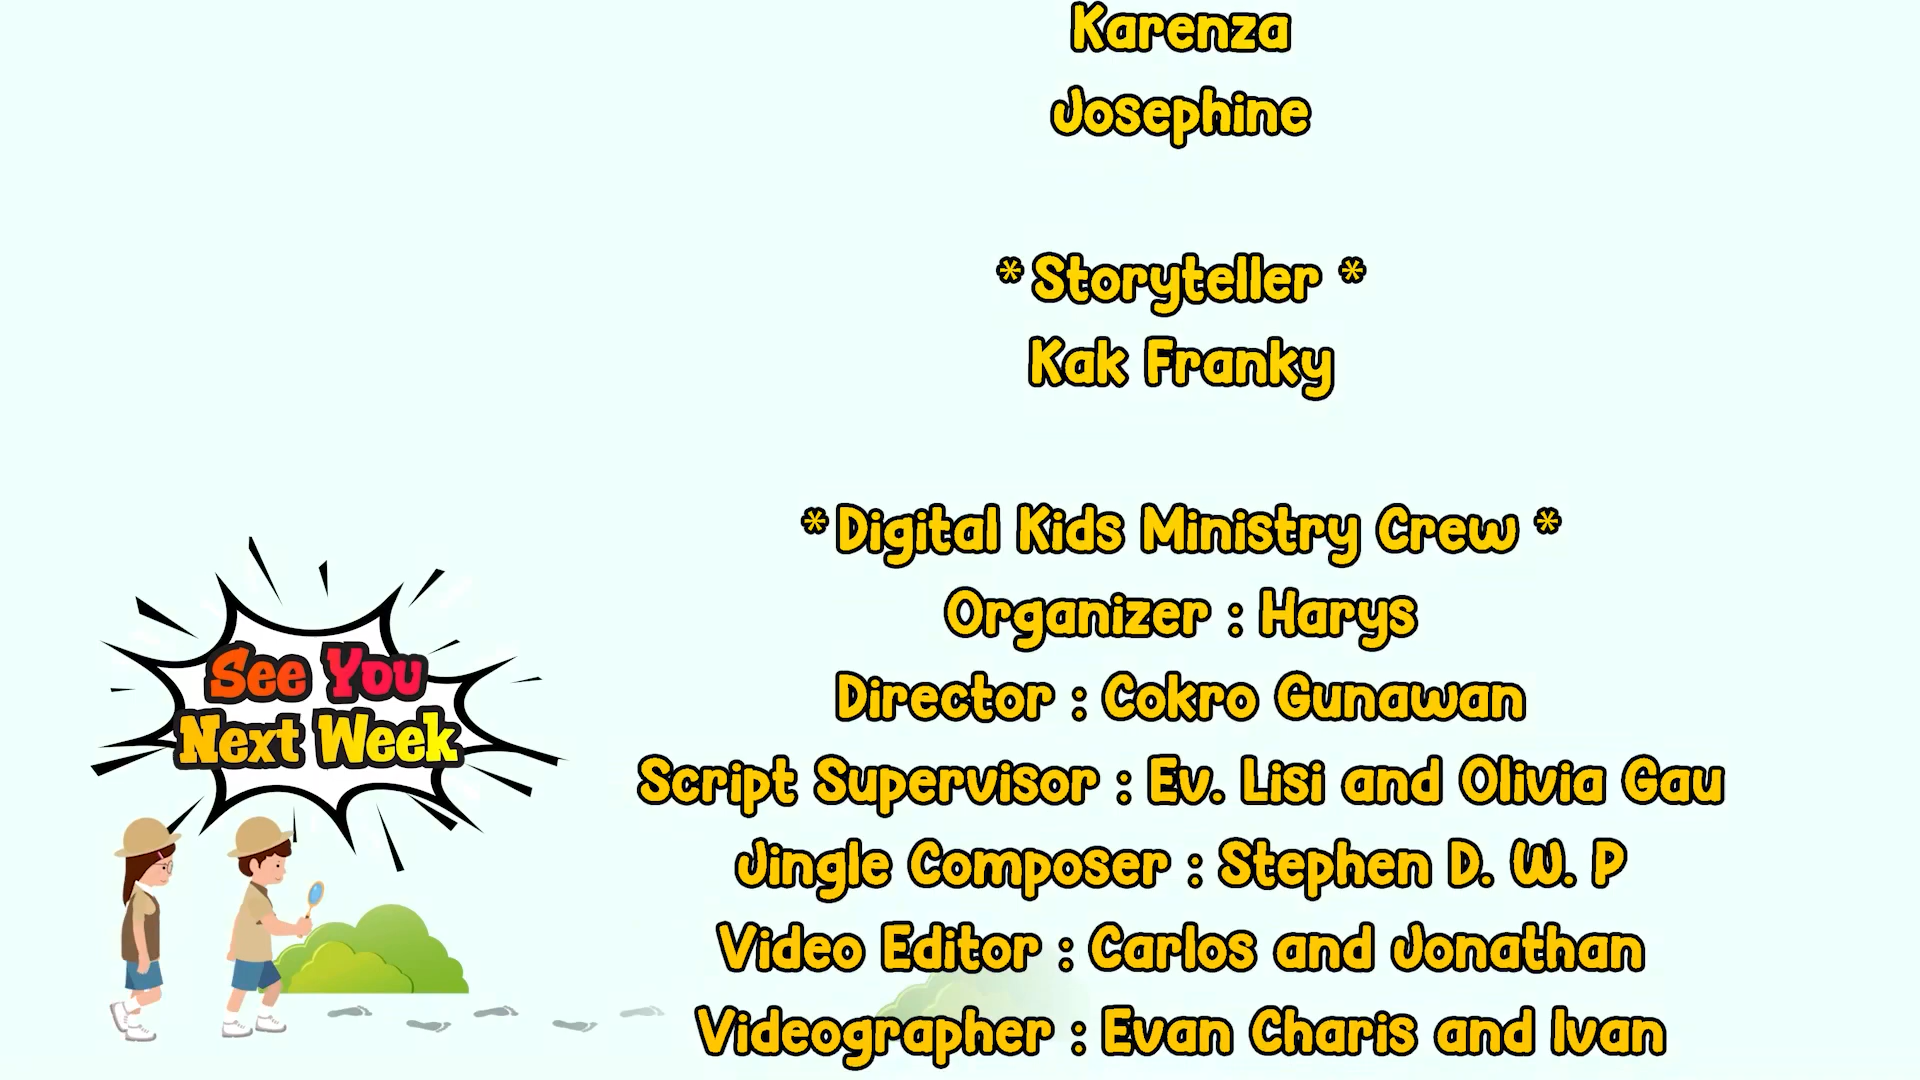 Karenza
Josephine
* Storyteller *
Kak Franky
* Digital Kids Ministry Crew *
Organizer : Harys
Director : Cokro Gunawan
Script Supervisor : Ev. Lisi and Olivia Gau
Jingle Composer : Stephen D. W. P
Video Editor : Carlos and Jonathan
Videographer : Evan Charis and Ivan
See You
Next Week